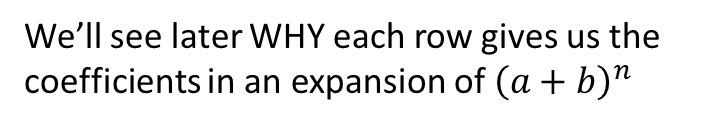 We’ll see later WHY each row gives us the
coefficients in an expansion of (𝑎 + 𝑏)ⁿ